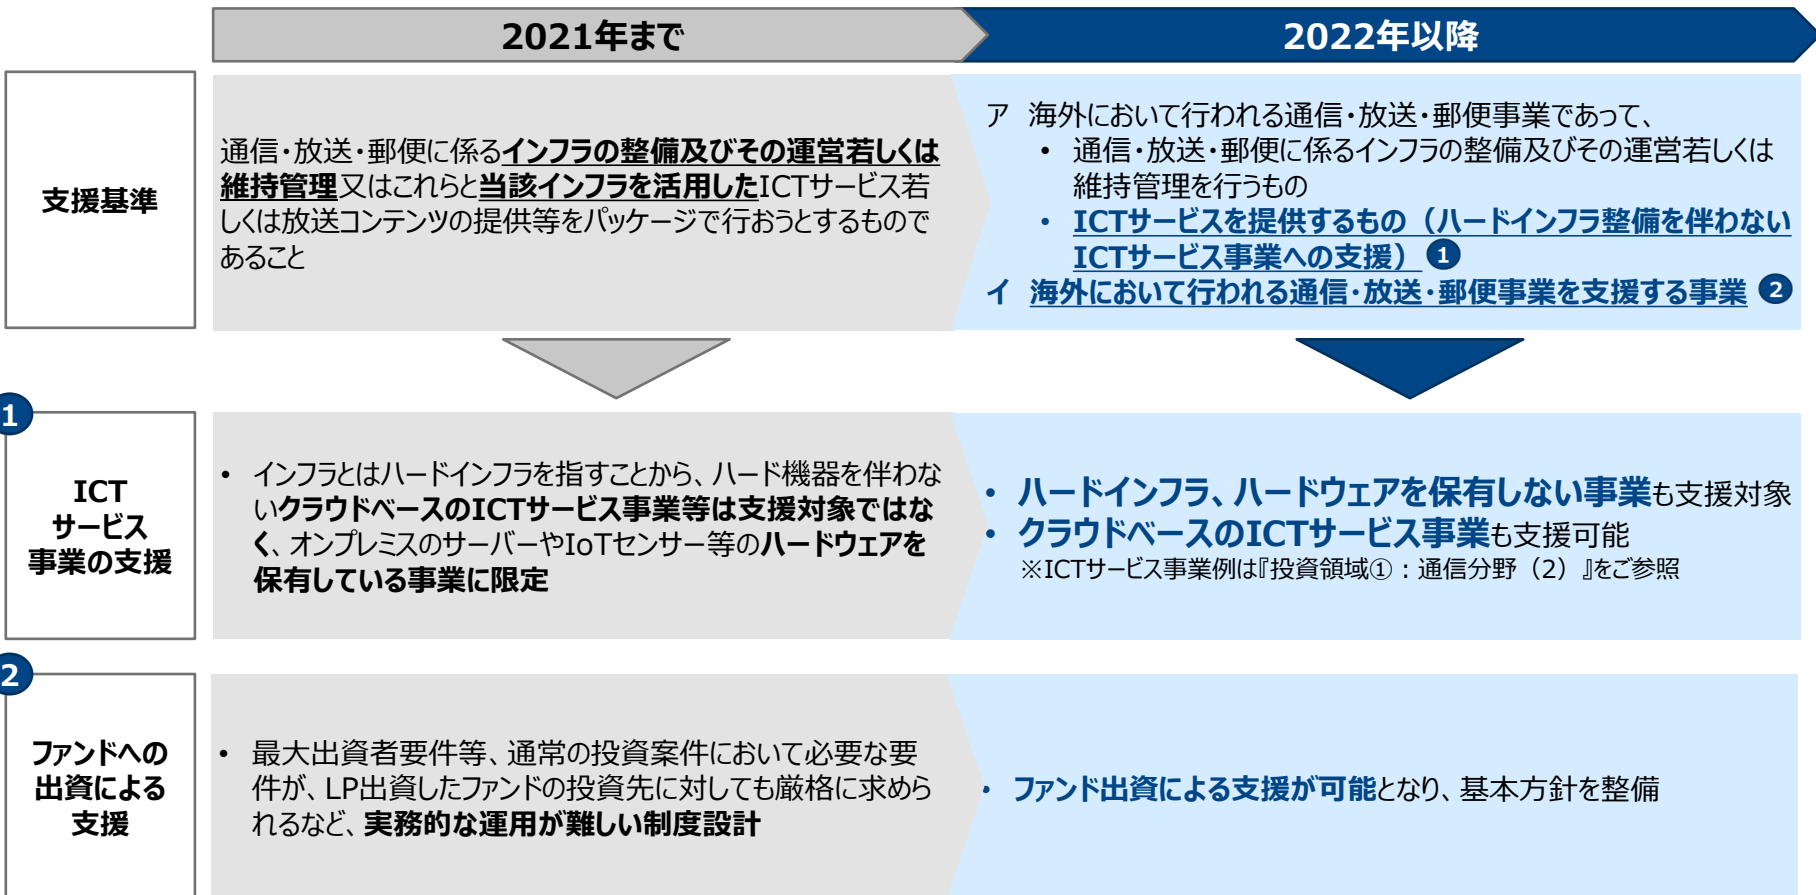 2021年まで
2022年以降
支援基準
通信・放送・郵便に係るインフラの整備及びその運営若しくは
維持管理又はこれらと当該インフラを活用したICTサービス若
しくは放送コンテンツの提供等をパッケージで行おうとするもので
あること
ア 海外において行われる通信・放送・郵便事業であって、
• 通信・放送・郵便に係るインフラの整備及びその運営若しくは
維持管理を行うもの
• ICTサービスを提供するもの（ハードインフラ整備を伴わない
ICTサービス事業への支援） 1
イ 海外において行われる通信・放送・郵便事業を支援する事業 2
1
ICT
サービス
事業の支援
• インフラとはハードインフラを指すことから、ハード機器を伴わな
いクラウドベースのICTサービス事業等は支援対象ではな
く、オンプレミスのサーバーやIoTセンサー等のハードウェアを
保有している事業に限定
• ハードインフラ、ハードウェアを保有しない事業も支援対象
• クラウドベースのICTサービス事業も支援可能
※ICTサービス事業例は『投資領域①：通信分野（2）』をご参照
2
ファンドへの
出資による
支援
• 最大出資者要件等、通常の投資案件において必要な要
件が、LP出資したファンドの投資先に対しても厳格に求めら
れるなど、実務的な運用が難しい制度設計
• ファンド出資による支援が可能となり、基本方針を整備